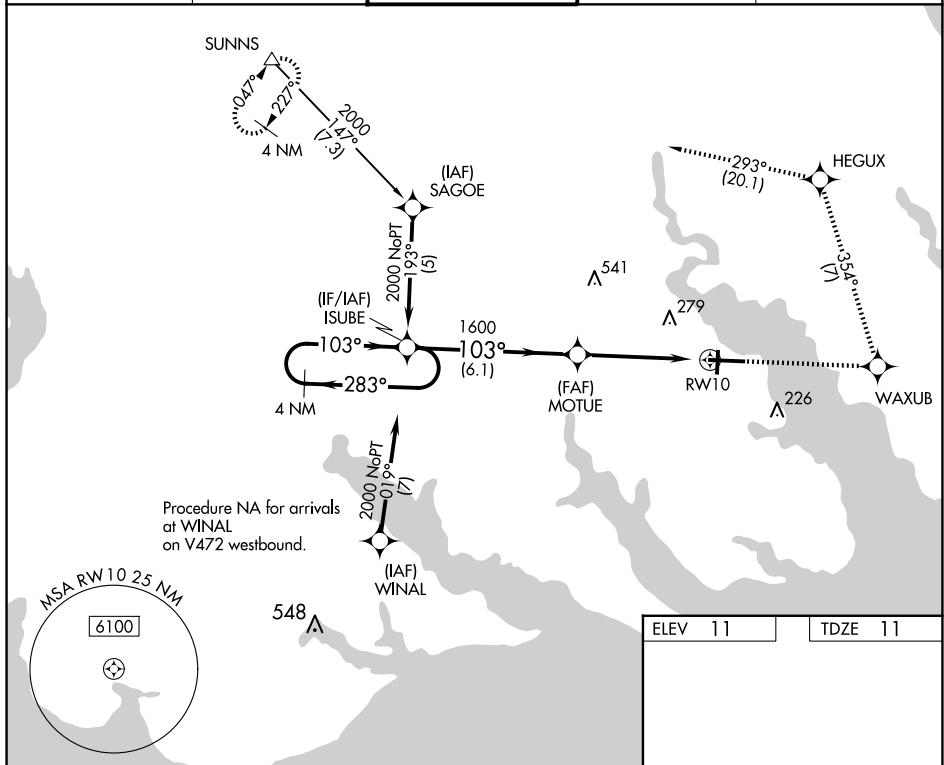 SUNNS
047°
227°
4 NM
2000
147°
(7.3)
(IAF)
SAGOE
293°
(20.1)
HEGUX
354°
(7)
2000 NoPT
193°
(5)
541
279
(IF/IAF)
ISUBE
103°
283°
4 NM
1600
103°
(6.1)
(FAF)
MOTUE
RW10
226
WAXUB
2000 NoPT
019°
(7)
Procedure NA for arrivals
at WINAL
on V472 westbound.
(IAF)
WINAL
MSA RW10 25 NM
6100
548
ELEV 11
TDZE 11